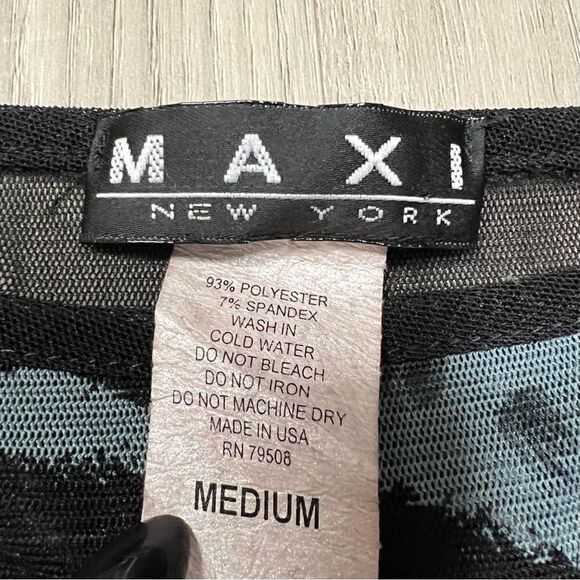 MAXI
NEW YORK
93% POLYESTER
7% SPANDEX
WASH IN
COLD WATER
DO NOT BLEACH
DO NOT IRON
DO NOT MACHINE DRY
MADE IN USA
RN 79508
MEDIUM